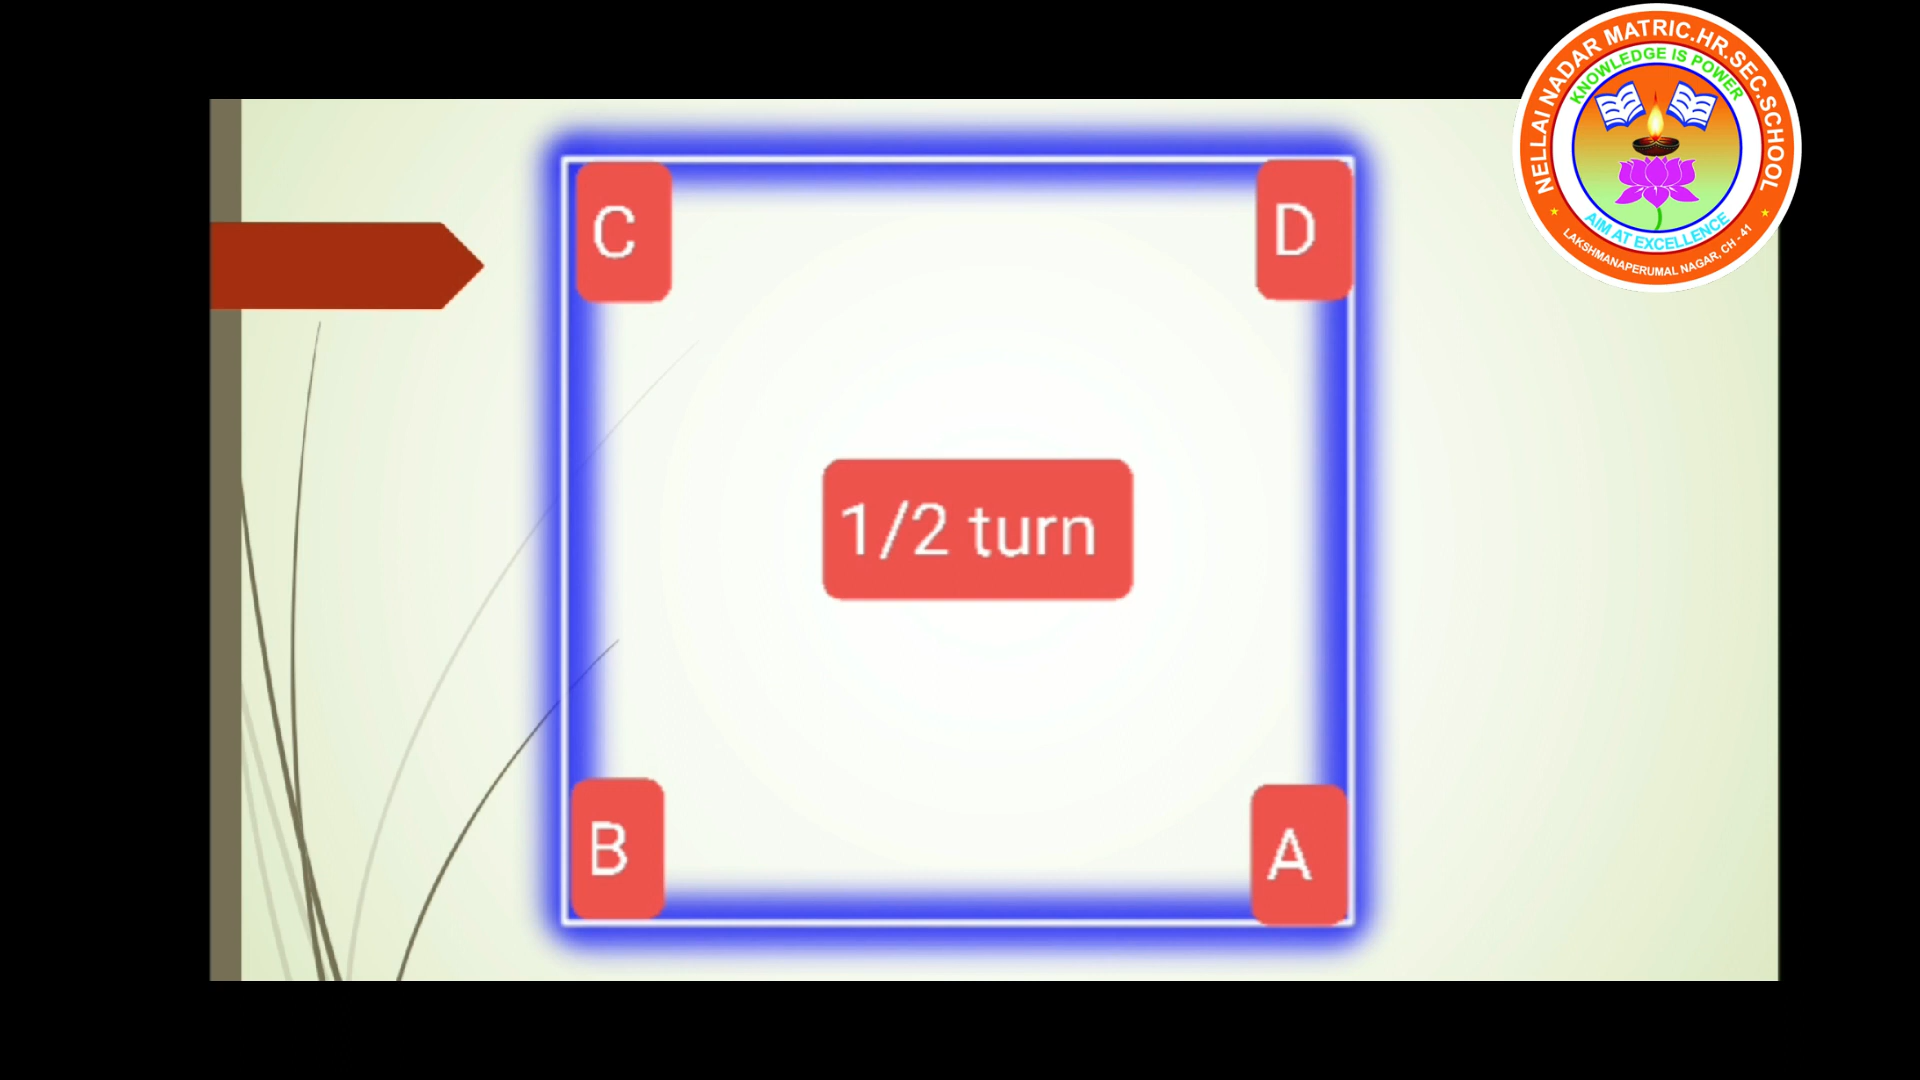 C
D
1/2 turn
B
A
NELLAI NADAR MATRIC.HR.SEC.SCHOOL
KNOWLEDGE IS POWER
AIM AT EXCELLENCE
LAKSHMANAPERUMAL NAGAR, CH - 41